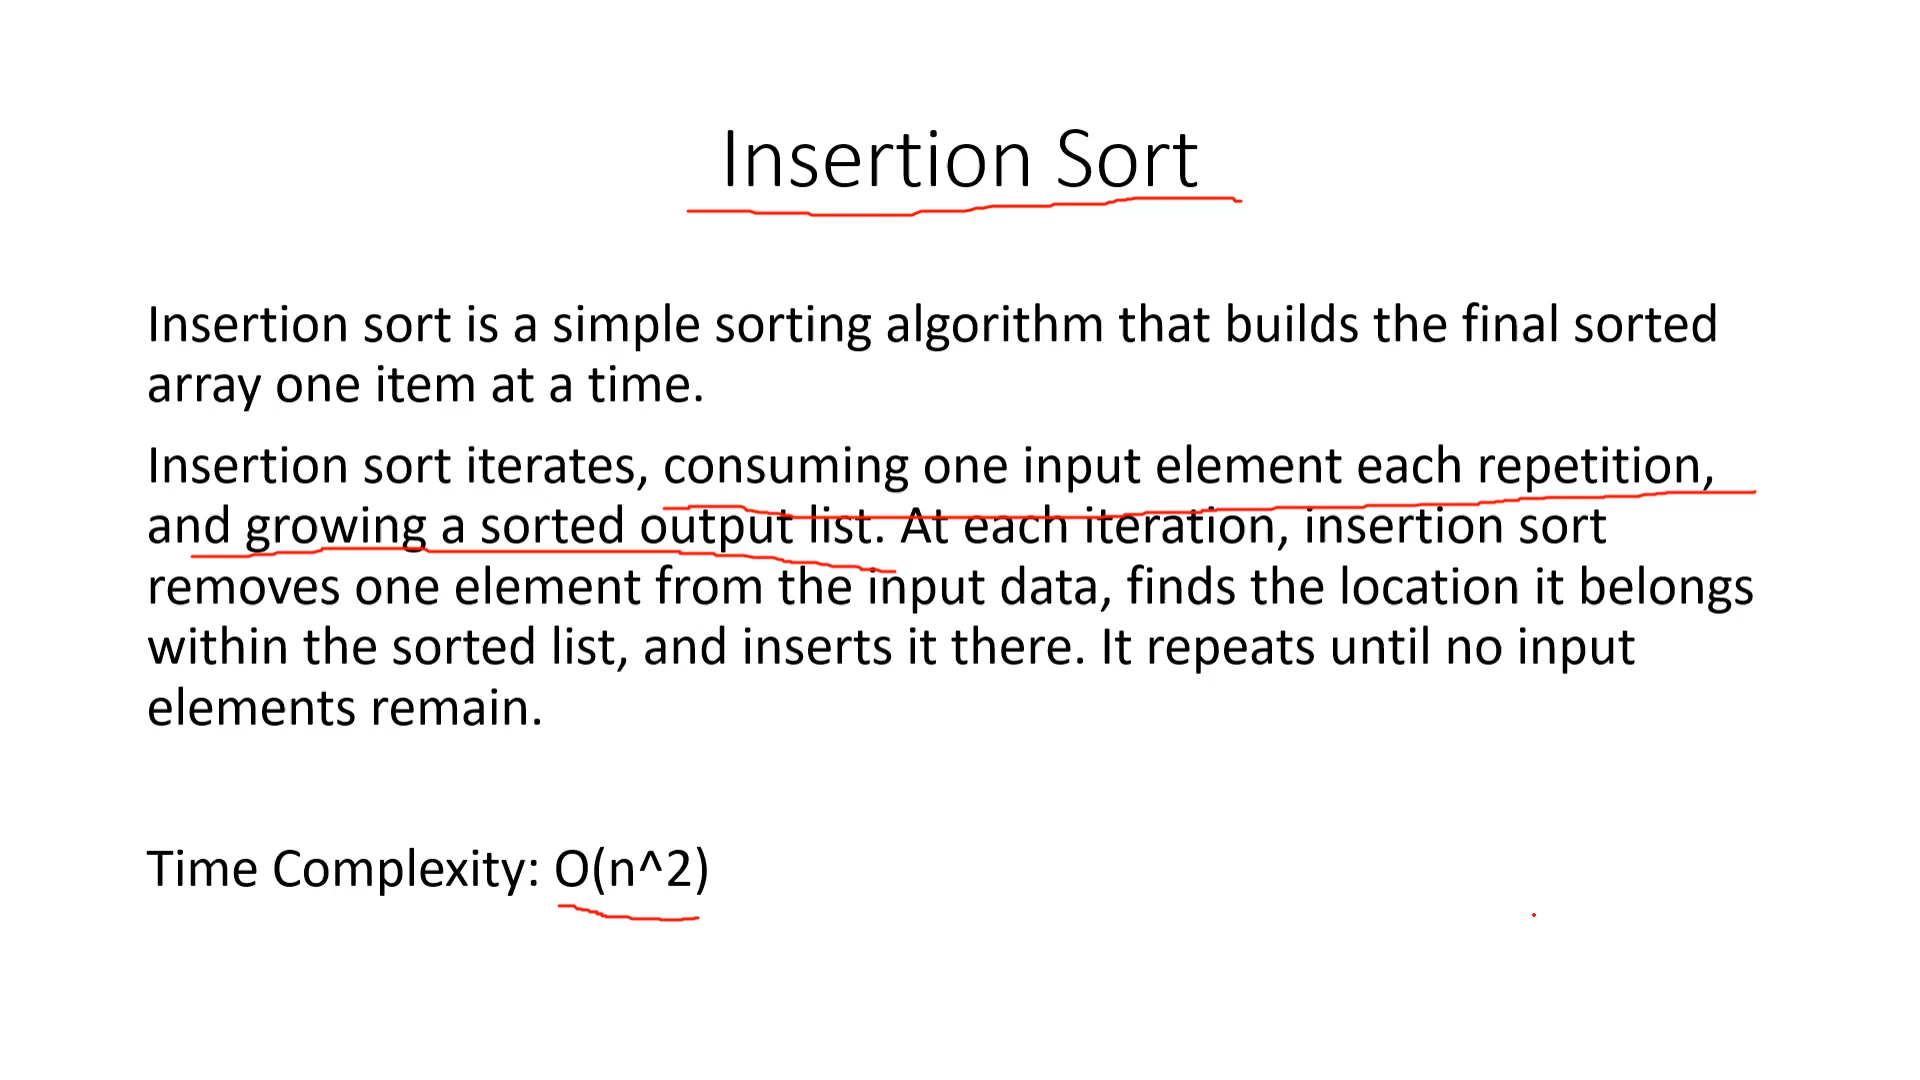 Insertion Sort
Insertion sort is a simple sorting algorithm that builds the final sorted
array one item at a time.
Insertion sort iterates, consuming one input element each repetition,
and growing a sorted output list. At each iteration, insertion sort
removes one element from the input data, finds the location it belongs
within the sorted list, and inserts it there. It repeats until no input
elements remain.
Time Complexity: O(n^2)